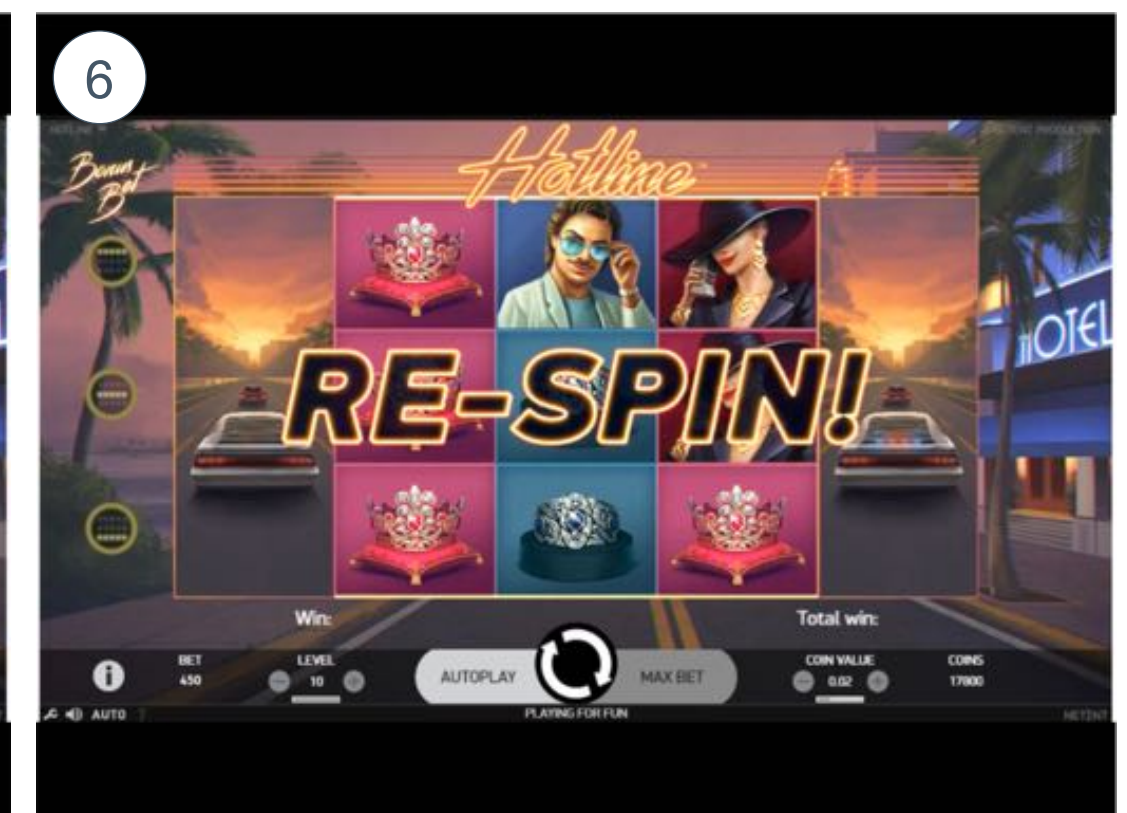 6
HOTLINE
Bonus
Bet
Hotline
HOTEL
RE-SPIN!
Win:
Total win:
BET
450
LEVEL
10
AUTOPLAY
MAX BET
COIN VALUE
0.02
COINS
17800
AUTO
PLAYING FOR FUN
NETENT